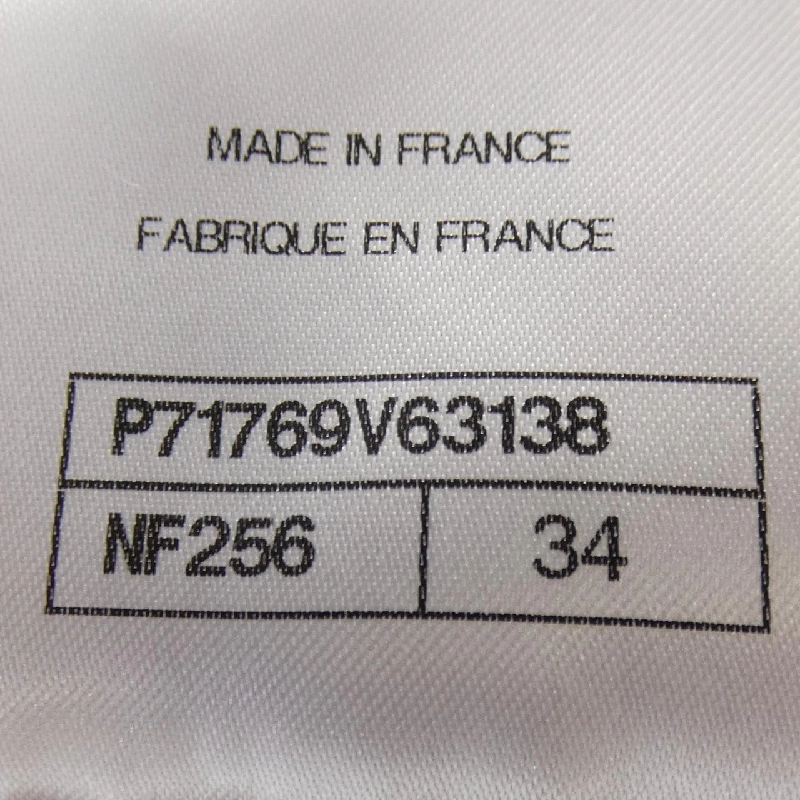 MADE IN FRANCE
FABRIQUE EN FRANCE
P71769V63138
NF256 34